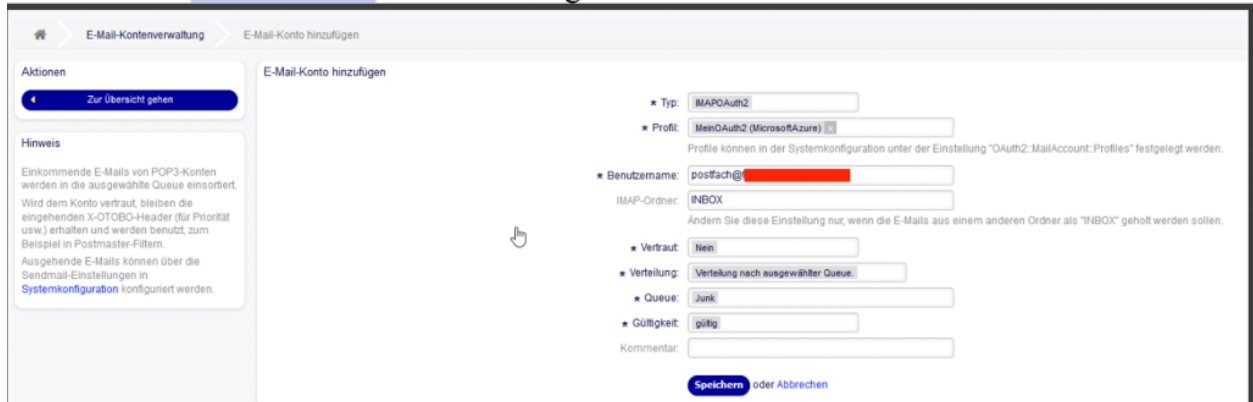 E-Mail-Kontenverwaltung
E-Mail-Konto hinzufügen
Aktionen
Zur Übersicht gehen
Hinweis
Einkommende E-Mails von POP3-Konten
werden in die ausgewählte Queue einsortiert.
Wird dem Konto vertraut, bleiben die
eingehenden X-OTOBO-Header (für Priorität
usw.) erhalten und werden benutzt, zum
Beispiel in Postmaster-Filtern.
Ausgehende E-Mails können über die
Sendmail-Einstellungen in
Systemkonfiguration konfiguriert werden.
E-Mail-Konto hinzufügen
★ Typ: IMAPOAuth2
★ Profil: MeinOAuth2 (MicrosoftAzure) x
Profile können in der Systemkonfiguration unter der Einstellung "OAuth2::MailAccount::Profiles" festgelegt werden.
★ Benutzername: postfach@
IMAP-Ordner: INBOX
Ändern Sie diese Einstellung nur, wenn die E-Mails aus einem anderen Ordner als "INBOX" geholt werden sollen.
★ Vertraut: Nein
★ Verteilung: Verteilung nach ausgewählter Queue.
★ Queue: Junk
★ Gültigkeit: gültig
Kommentar:
Speichern oder Abbrechen